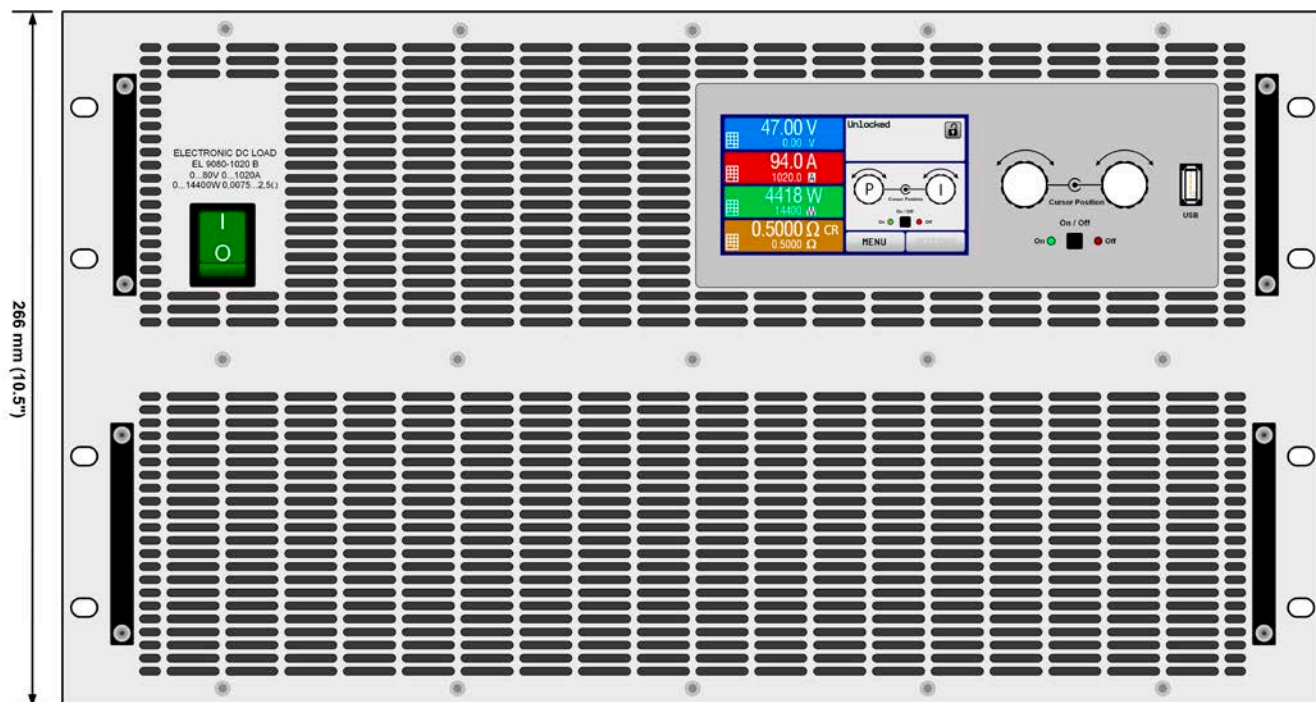 266 mm (10.5")
ELECTRONIC DC LOAD
EL 9080-1020 B
0...80V 0...1020A
0...14400W 0,0075...2,5Ω
I
O
47.00 V
0.00 V
94.0 A
1020.0 A
4418 W
14400 W
0.5000 Ω CR
0.5000 Ω
Unlocked
P
I
Cursor Position
On / Off
On
Off
MENU
Cursor Position
On / Off
On
Off
USB